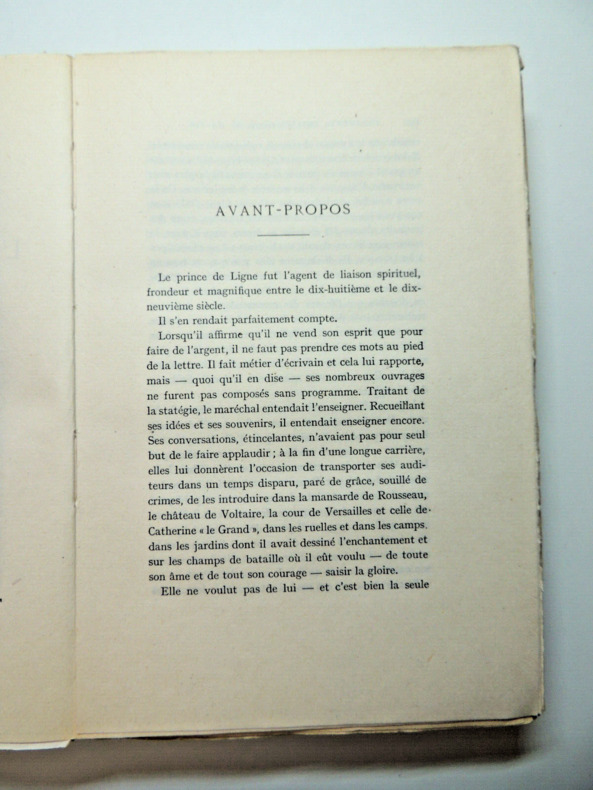 AVANT-PROPOS
Le prince de Ligne fut l'agent de liaison spirituel,
frondeur et magnifique entre le dix-huitième et le dix-
neuvième siècle.
Il s'en rendait parfaitement compte.
Lorsqu'il affirme qu'il ne vend son esprit que pour
faire de l'argent, il ne faut pas prendre ces mots au pied
de la lettre. Il fait métier d'écrivain et cela lui rapporte,
mais — quoi qu'il en dise — ses nombreux ouvrages
ne furent pas composés sans programme. Traitant de
la statégie, le maréchal entendait l'enseigner. Recueillant
ses idées et ses souvenirs, il entendait enseigner encore.
Ses conversations, étincelantes, n'avaient pas pour seul
but de le faire applaudir ; à la fin d'une longue carrière,
elles lui donnèrent l'occasion de transporter ses audi-
teurs dans un temps disparu, paré de grâce, souillé de
crimes, de les introduire dans la mansarde de Rousseau,
le château de Voltaire, la cour de Versailles et celle de
Catherine « le Grand », dans les ruelles et dans les camps,
dans les jardins dont il avait dessiné l'enchantement et
sur les champs de bataille où il eût voulu — de toute
son âme et de tout son courage — saisir la gloire.
Elle ne voulut pas de lui — et c'est bien la seule